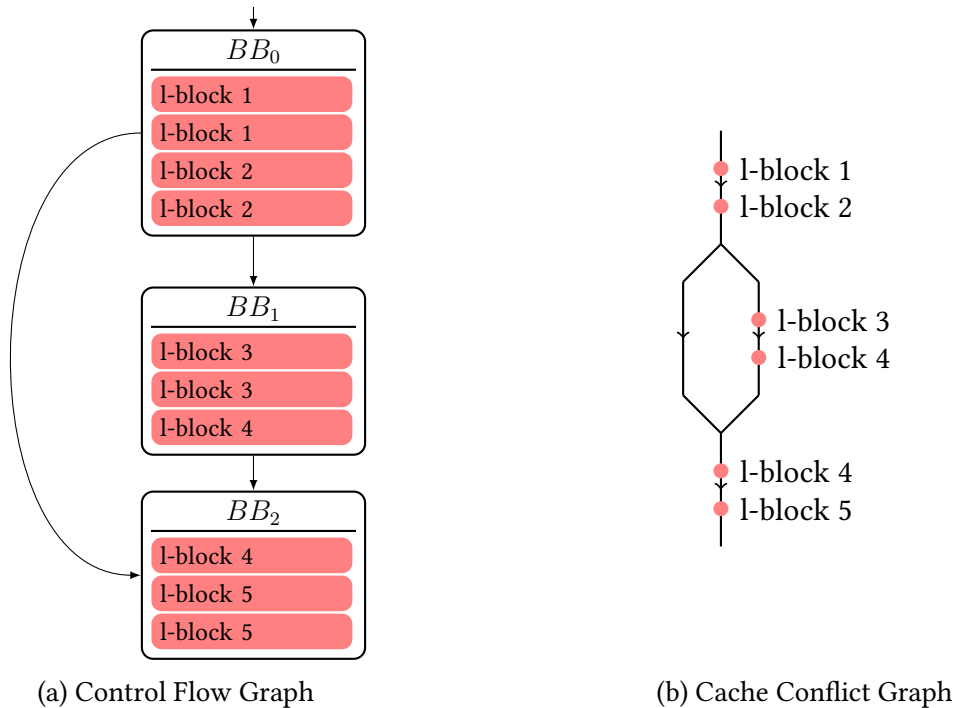 BB0
l-block 1
l-block 1
l-block 2
l-block 2
BB1
l-block 3
l-block 3
l-block 4
BB2
l-block 4
l-block 5
l-block 5
(a) Control Flow Graph
l-block 1
l-block 2
l-block 3
l-block 4
l-block 4
l-block 5
(b) Cache Conflict Graph